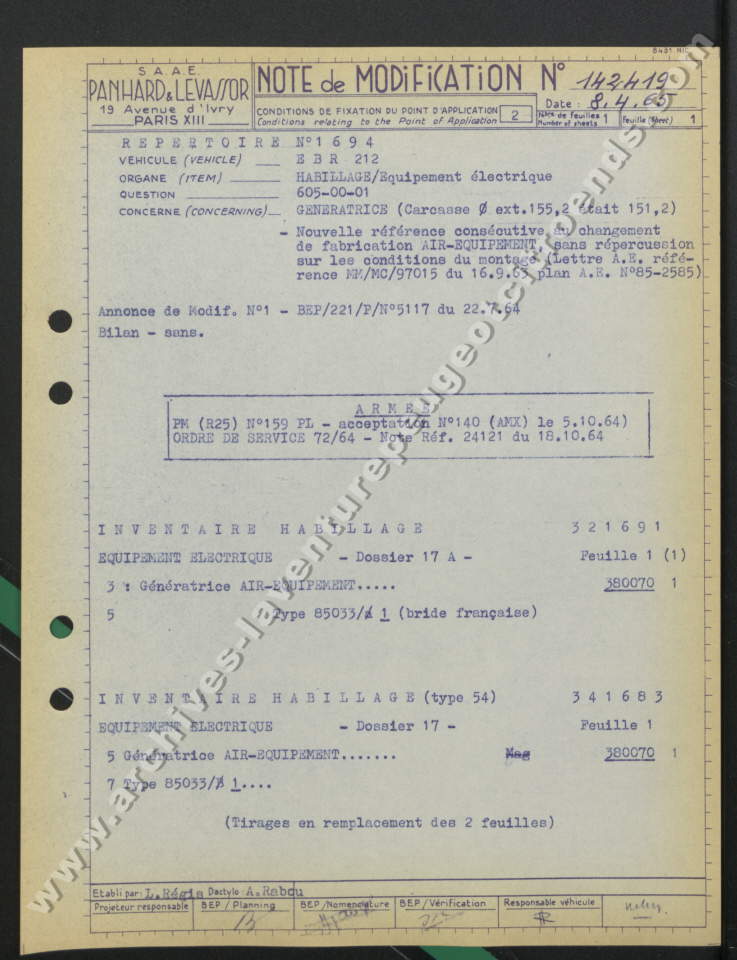 8431 HIC
S.A.A.E.
PANHARD & LEVASSOR
19 Avenue d'Ivry
PARIS XIII
NOTE de MODiFiCATiON N° 142419
Date : 8.4.65
CONDITIONS DE FIXATION DU POINT D'APPLICATION
Conditions relating to the Point of Application
2
Nbre de feuilles 1
Number of sheets
Feuille (Sheet) 1
REPERTOIRE N°1694
VÉHICULE (VEHICLE) EBR 212
ORGANE (ITEM) HABILLAGE/Equipement électrique
QUESTION 605-00-01
CONCERNE (CONCERNING) GENERATRICE (Carcasse Ø ext.155,2 était 151,2)
- Nouvelle référence consécutive au changement
de fabrication AIR-EQUIPEMENT, sans répercussion
sur les conditions du montage (Lettre A.E. réfé-
rence MM/MC/97015 du 16.9.63 plan A.E. N°85-2585)
Annonce de Modif. N°1 - BEP/221/P/N°5117 du 22.7.64
Bilan - sans.
ARMEE
PM (R25) N°159 PL - acceptation N°140 (AMX) le 5.10.64)
ORDRE DE SERVICE 72/64 - Note Réf. 24121 du 18.10.64
INVENTAIRE HABILLAGE 321691
EQUIPEMENT ELECTRIQUE - Dossier 17 A - Feuille 1 (1)
3 : Génératrice AIR-EQUIPEMENT..... 380070 1
5 Type 85033/ 1 (bride française)
INVENTAIRE HABILLAGE (type 54) 341683
EQUIPEMENT ELECTRIQUE - Dossier 17 - Feuille 1
5 Génératrice AIR-EQUIPEMENT....... Mag 380070 1
7 Type 85033/ 1....
(Tirages en remplacement des 2 feuilles)
Etabli par: L.Régis Dactylo: A.Rabou
Projeteur responsable
BEP / Planning
BEP / Nomenclature
BEP / Vérification
Responsable véhicule
www.archives-laventurepeugeotcitroends.com